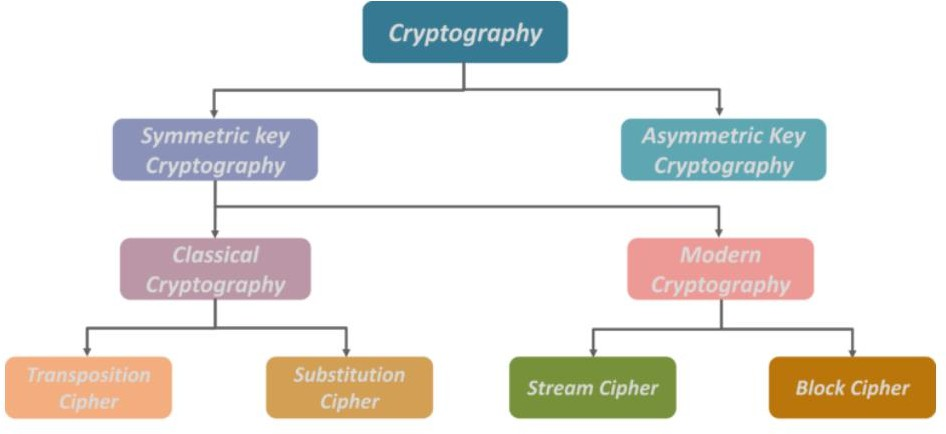 Cryptography
Symmetric key
Cryptography
Asymmetric Key
Cryptography
Classical
Cryptography
Modern
Cryptography
Transposition
Cipher
Substitution
Cipher
Stream Cipher
Block Cipher